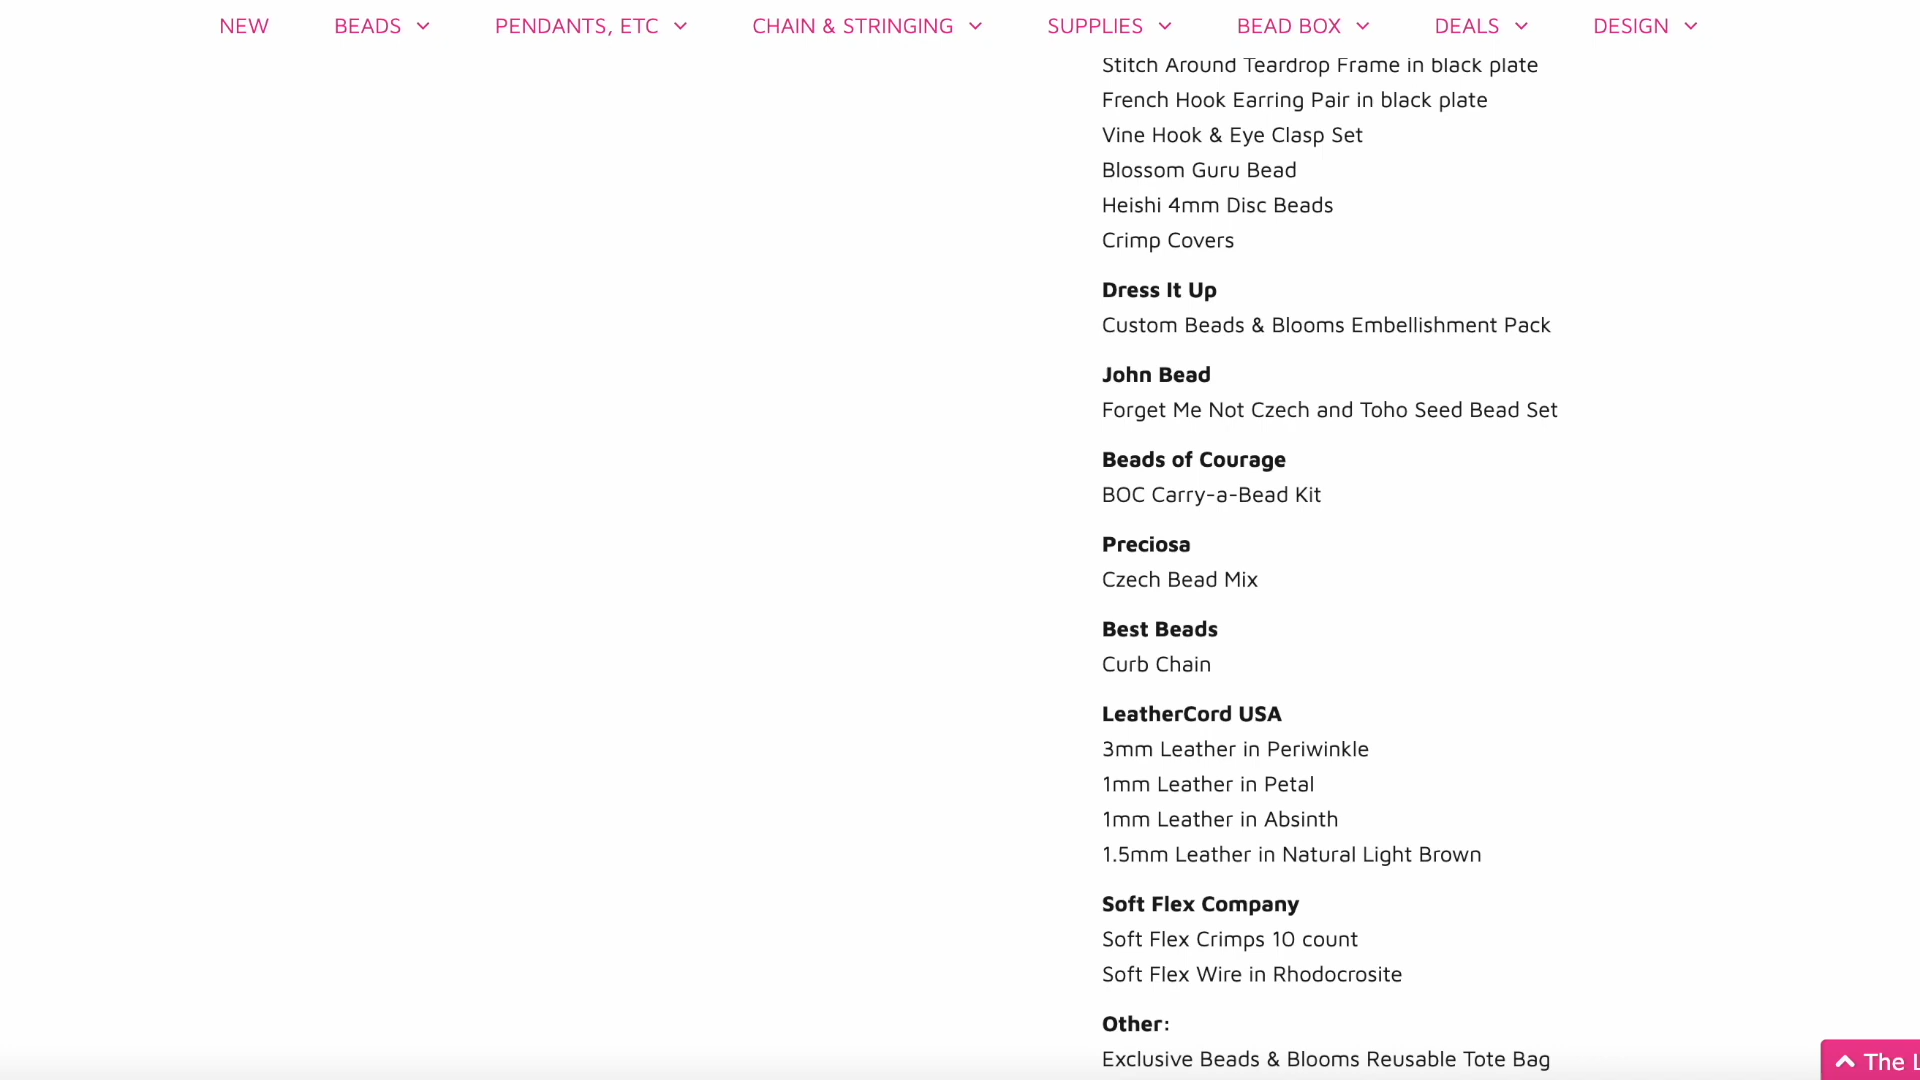 NEW
BEADS
PENDANTS, ETC
CHAIN & STRINGING
SUPPLIES
BEAD BOX
DEALS
DESIGN
Stitch Around Teardrop Frame in black plate
French Hook Earring Pair in black plate
Vine Hook & Eye Clasp Set
Blossom Guru Bead
Heishi 4mm Disc Beads
Crimp Covers
Dress It Up
Custom Beads & Blooms Embellishment Pack
John Bead
Forget Me Not Czech and Toho Seed Bead Set
Beads of Courage
BOC Carry-a-Bead Kit
Preciosa
Czech Bead Mix
Best Beads
Curb Chain
LeatherCord USA
3mm Leather in Periwinkle
1mm Leather in Petal
1mm Leather in Absinth
1.5mm Leather in Natural Light Brown
Soft Flex Company
Soft Flex Crimps 10 count
Soft Flex Wire in Rhodocrosite
Other:
Exclusive Beads & Blooms Reusable Tote Bag
The